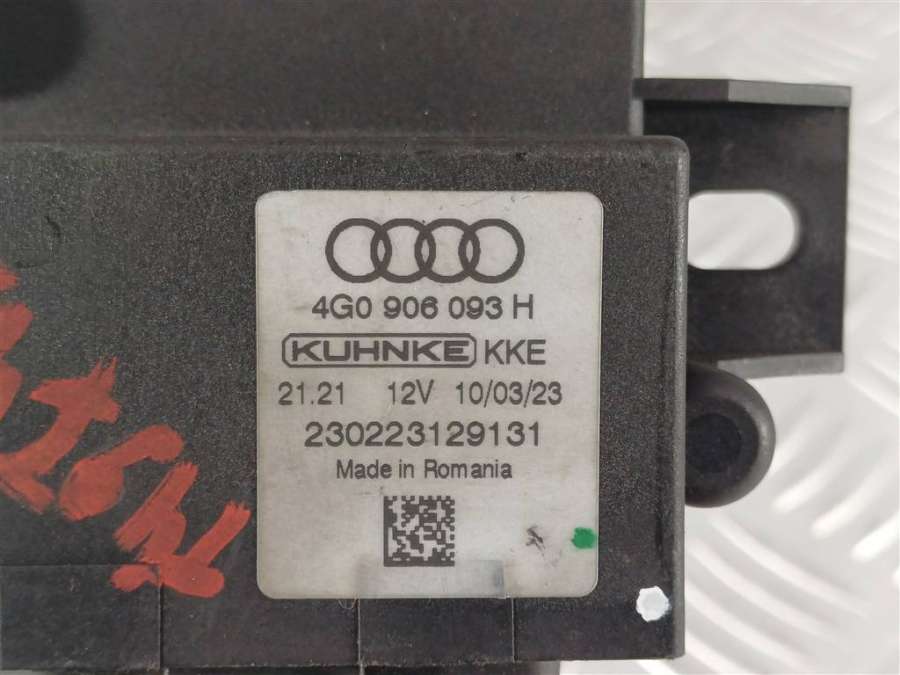 4G0 906 093 H
KUHNKE KKE
21.21 12V 10/03/23
230223129131
Made in Romania